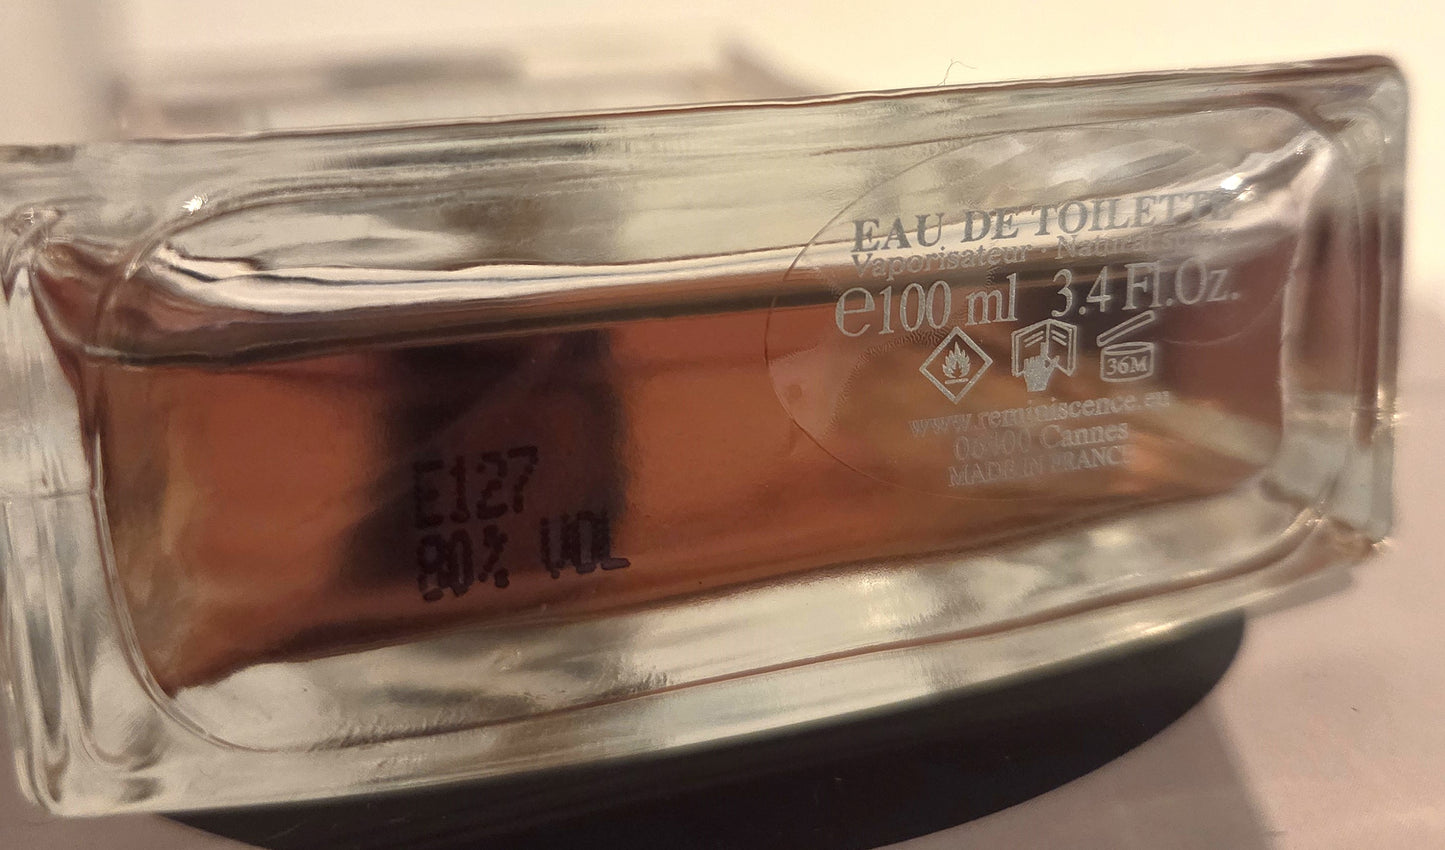 EAU DE TOILETTE
Vaporisateur - Natural spray
℮100 ml 3.4 Fl.Oz.
36M
www.reminiscence.eu
06400 Cannes
MADE IN FRANCE
E127
80% VOL